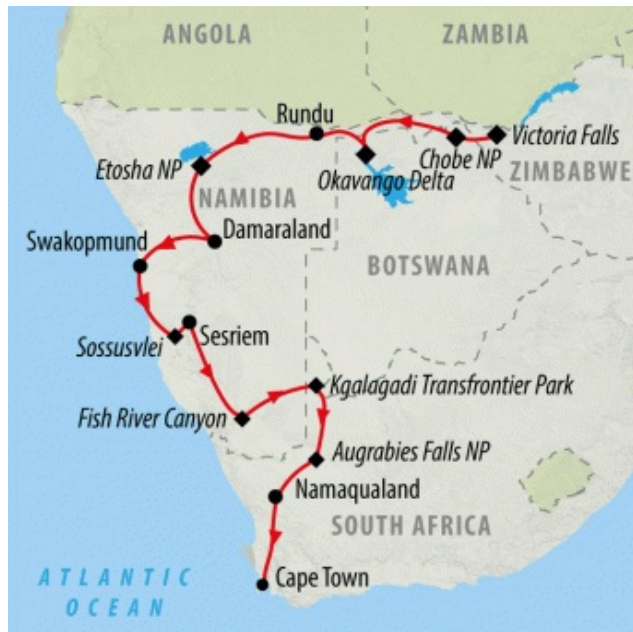 ANGOLA
ZAMBIA
Rundu
Victoria Falls
Chobe NP
Etosha NP
Okavango Delta
ZIMBABWE
NAMIBIA
Damaraland
Swakopmund
BOTSWANA
Sesriem
Sossusvlei
Kgalagadi Transfrontier Park
Fish River Canyon
Augrabies Falls NP
Namaqualand
SOUTH AFRICA
ATLANTIC
OCEAN
Cape Town